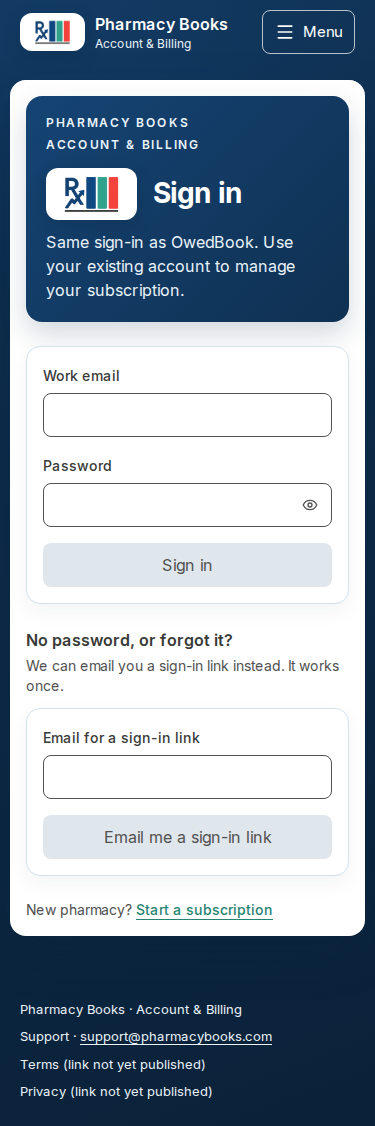 Pharmacy Books
Account & Billing
Menu
PHARMACY BOOKS
ACCOUNT & BILLING
Sign in
Same sign-in as OwedBook. Use
your existing account to manage
your subscription.
Work email
Password
Sign in
No password, or forgot it?
We can email you a sign-in link instead. It works
once.
Email for a sign-in link
Email me a sign-in link
New pharmacy? Start a subscription
Pharmacy Books · Account & Billing
Support · support@pharmacybooks.com
Terms (link not yet published)
Privacy (link not yet published)